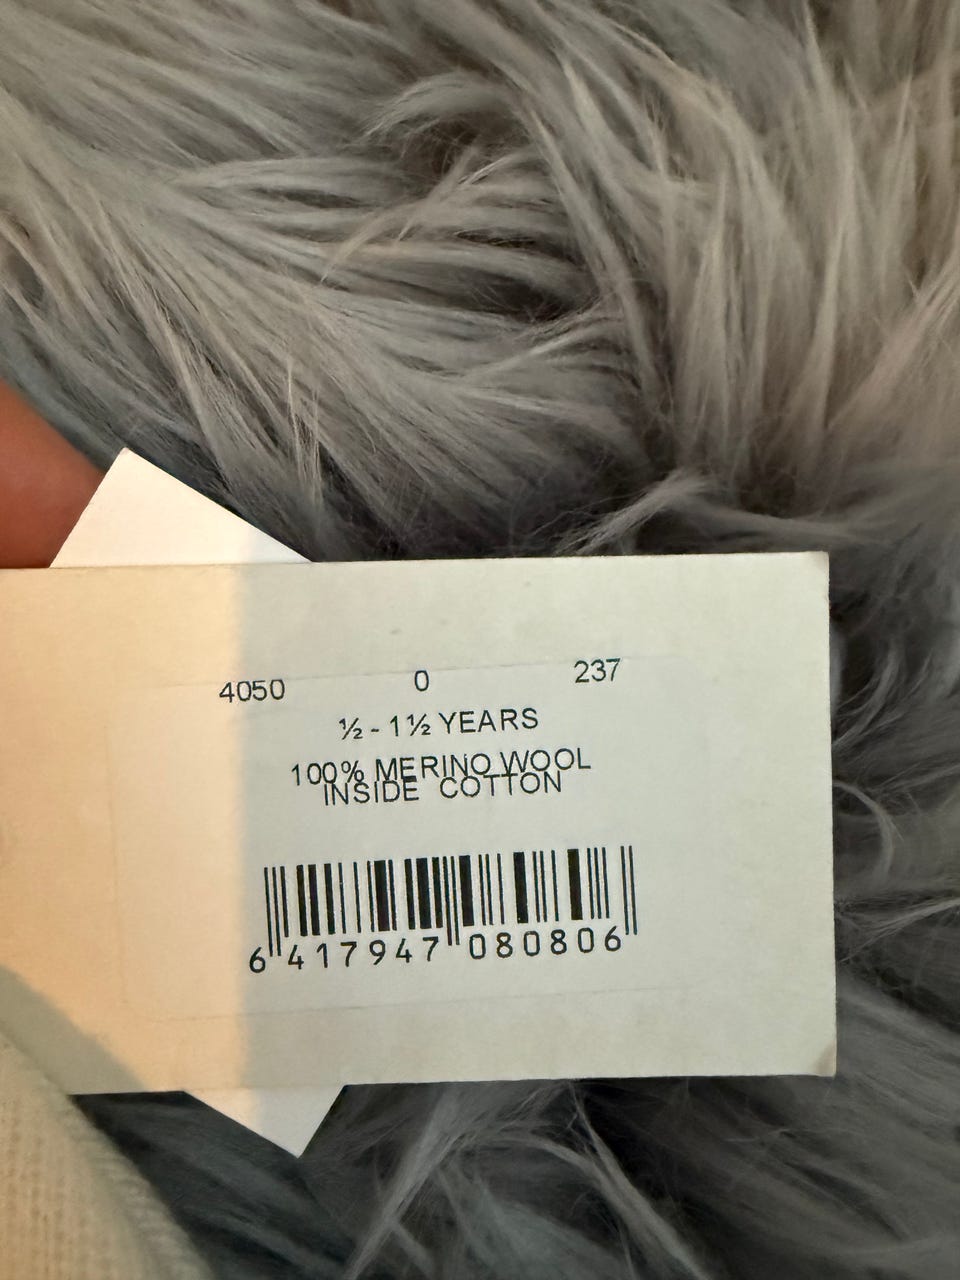 4050 0 237
½ - 1½ YEARS
100% MERINO WOOL
INSIDE COTTON
6 417947 080806